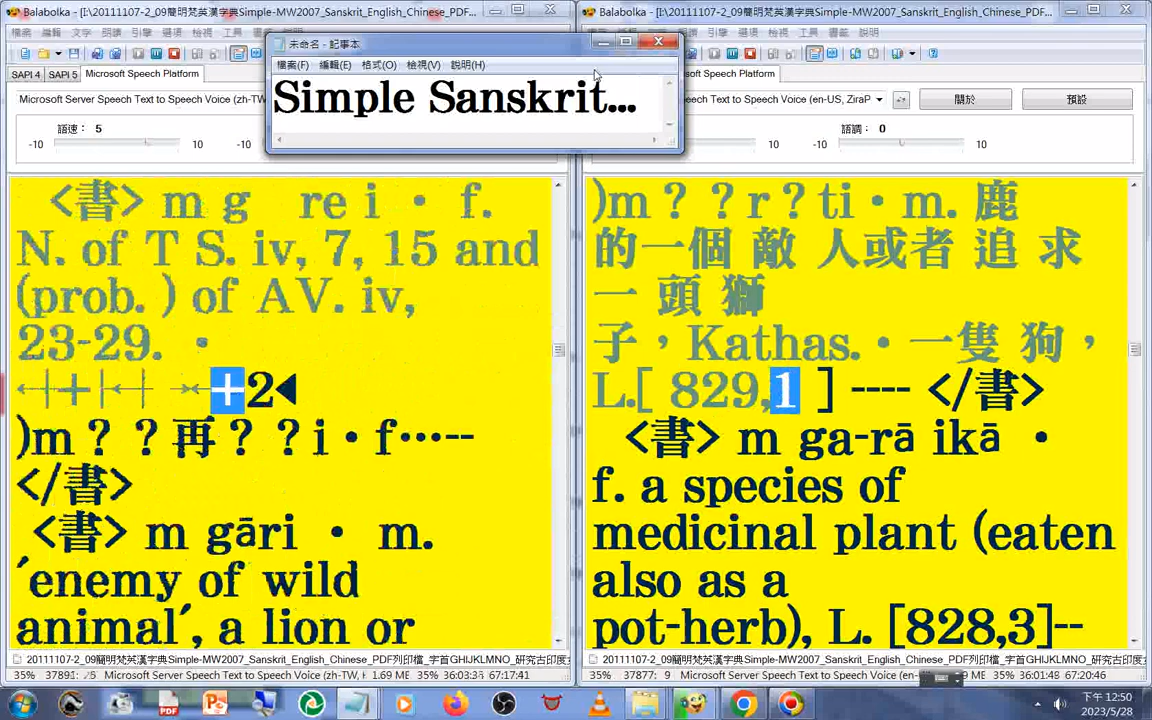 Balabolka - [I:\20111107-2_09簡明梵英漢字典Simple-MW2007_Sanskrit_English_Chinese_PDF...
Balabolka - [I:\20111107-2_09簡明梵英漢字典Simple-MW2007_Sanskrit_English_Chinese_PDF...
未命名 - 記事本
檔案(F) 編輯(E) 格式(O) 檢視(V) 說明(H)
Simple Sanskrit...
SAPI 4 SAPI 5 Microsoft Speech Platform
Speech Platform
Microsoft Server Speech Text to Speech Voice (zh-TW,
eech Text to Speech Voice (en-US, ZiraP
關於
預設
語速： 5
-10 10 -10
語調： 0
10 -10 10
<書> m g re i • f.
N. of T S. iv, 7, 15 and
(prob. ) of AV. iv,
23-29. •
+2◀
)m？？再？？i•f…--
</書>
<書> m gāri • m.
´enemy of wild
animal´, a lion or
)m？？r？ti•m. 鹿
的一個 敵 人或者 追 求
一 頭 獅
子，Kathas.•一隻 狗，
L.[ 829,1 ] ---- </書>
<書> m ga-rā ikā •
f. a species of
medicinal plant (eaten
also as a
pot-herb), L. [828,3]--
20111107-2_09簡明梵英漢字典Simple-MW2007_Sanskrit_English_Chinese_PDF列印檔_字首GHIJKLMNO_研究古印度
20111107-2_09簡明梵英漢字典Simple-MW2007_Sanskrit_English_Chinese_PDF列印檔_字首GHIJKLMNO_研究古印度
35% Microsoft Server Speech Text to Speech Voice (zh-TW, 1.69 ME 35% 67:17:41
35% 37877: 9 Microsoft Server Speech Text to Speech Voice (en- 35% 36:01:48 67:20:46
下午 12:50
2023/5/28